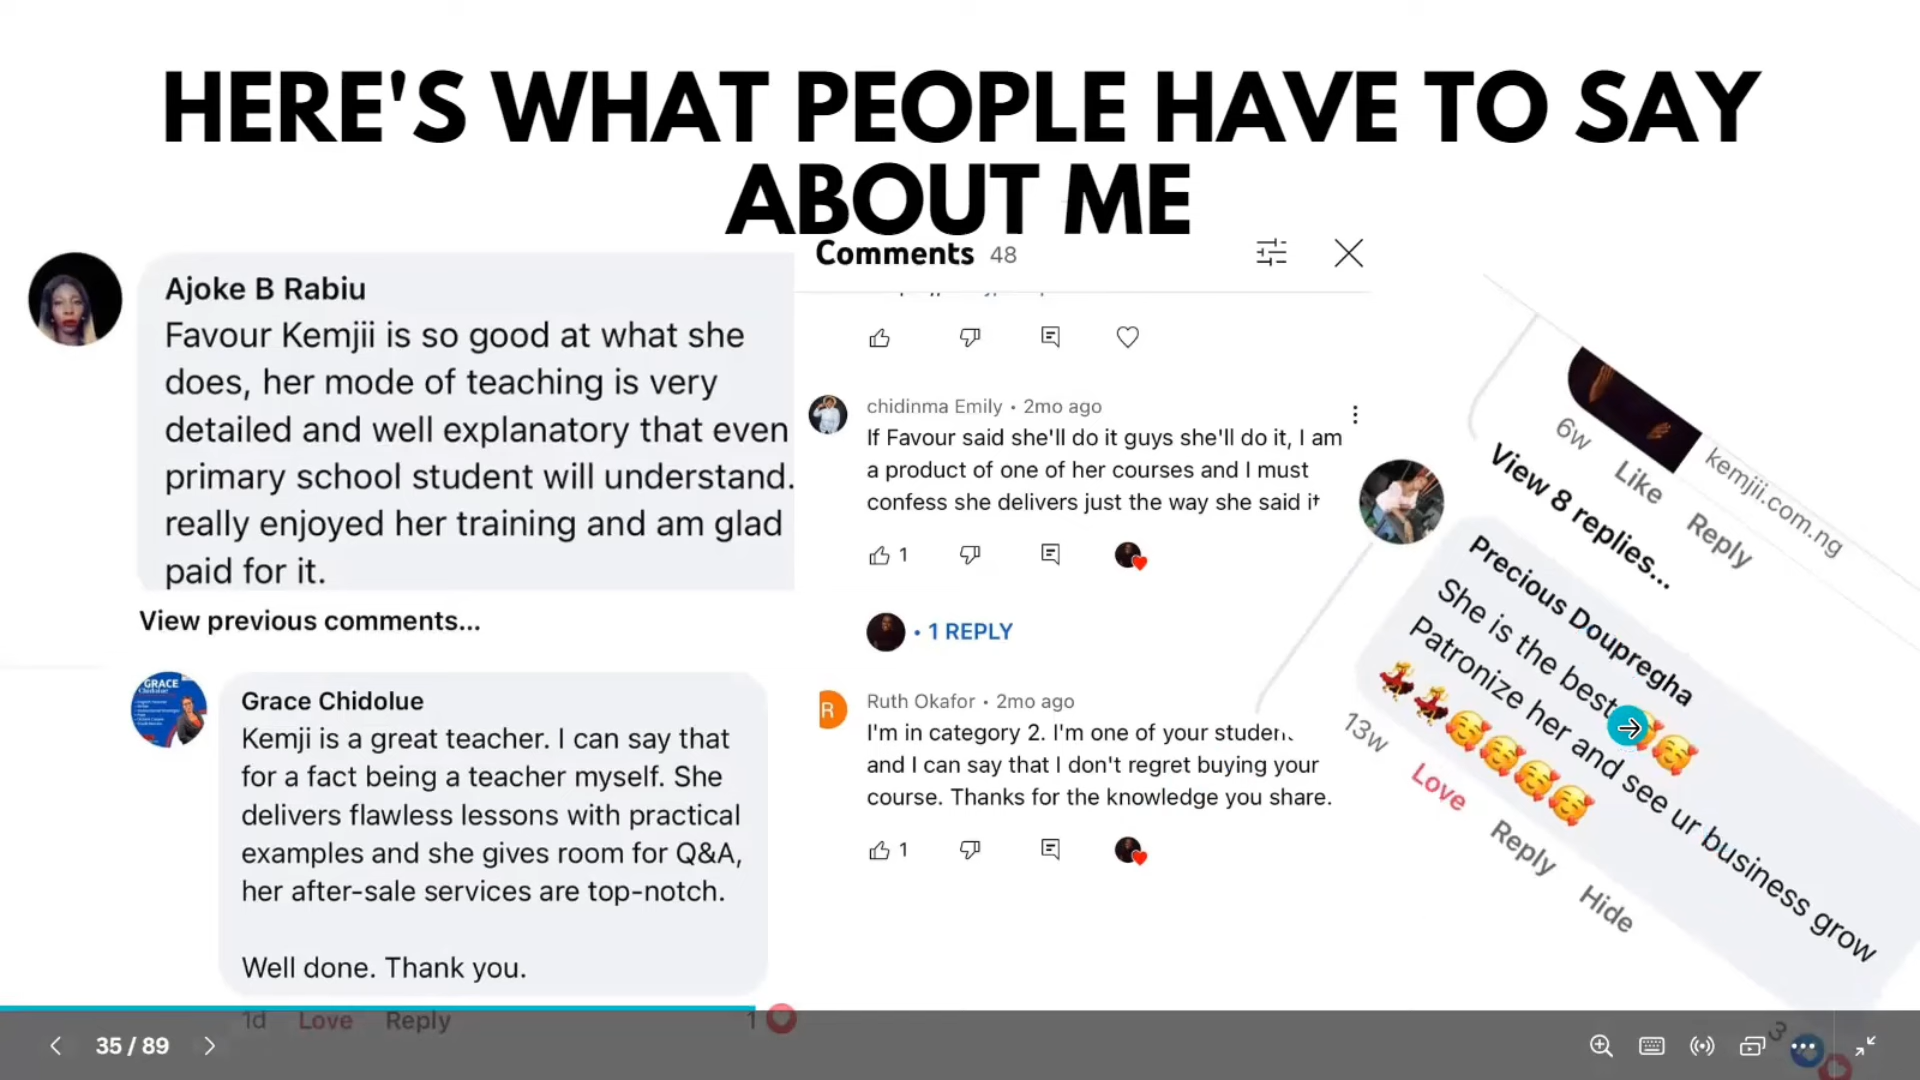 HERE'S WHAT PEOPLE HAVE TO SAY
ABOUT ME
Ajoke B Rabiu
Favour Kemjii is so good at what she
does, her mode of teaching is very
detailed and well explanatory that even
primary school student will understand.
really enjoyed her training and am glad
paid for it.
View previous comments...
GRACE
Chidolue
Grace Chidolue
Kemji is a great teacher. I can say that
for a fact being a teacher myself. She
delivers flawless lessons with practical
examples and she gives room for Q&A,
her after-sale services are top-notch.
Well done. Thank you.
1d Love Reply 1
Comments 48
chidinma Emily • 2mo ago
If Favour said she'll do it guys she'll do it, I am
a product of one of her courses and I must
confess she delivers just the way she said it
1
• 1 REPLY
R
Ruth Okafor • 2mo ago
I'm in category 2. I'm one of your student
and I can say that I don't regret buying your
course. Thanks for the knowledge you share.
1
kemjii.com.ng
6w Like Reply
View 8 replies...
Precious Doupregha
She is the best
Patronize her and see ur business grow
13w Love Reply Hide
3
35 / 89